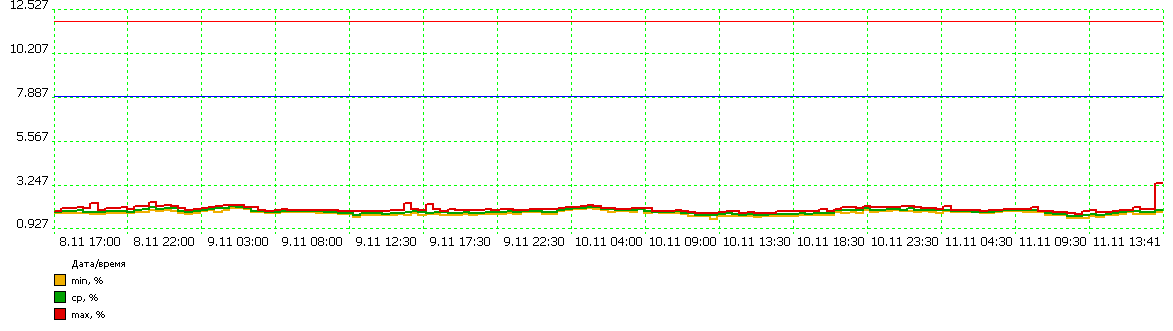 12.527
10.207
7.887
5.567
3.247
0.927
8.11 17:00 8.11 22:00 9.11 03:00 9.11 08:00 9.11 12:30 9.11 17:30 9.11 22:30 10.11 04:00 10.11 09:00 10.11 13:30 10.11 18:30 10.11 23:30 11.11 04:30 11.11 09:30 11.11 13:41
Дата/время
min, %
ср, %
max, %